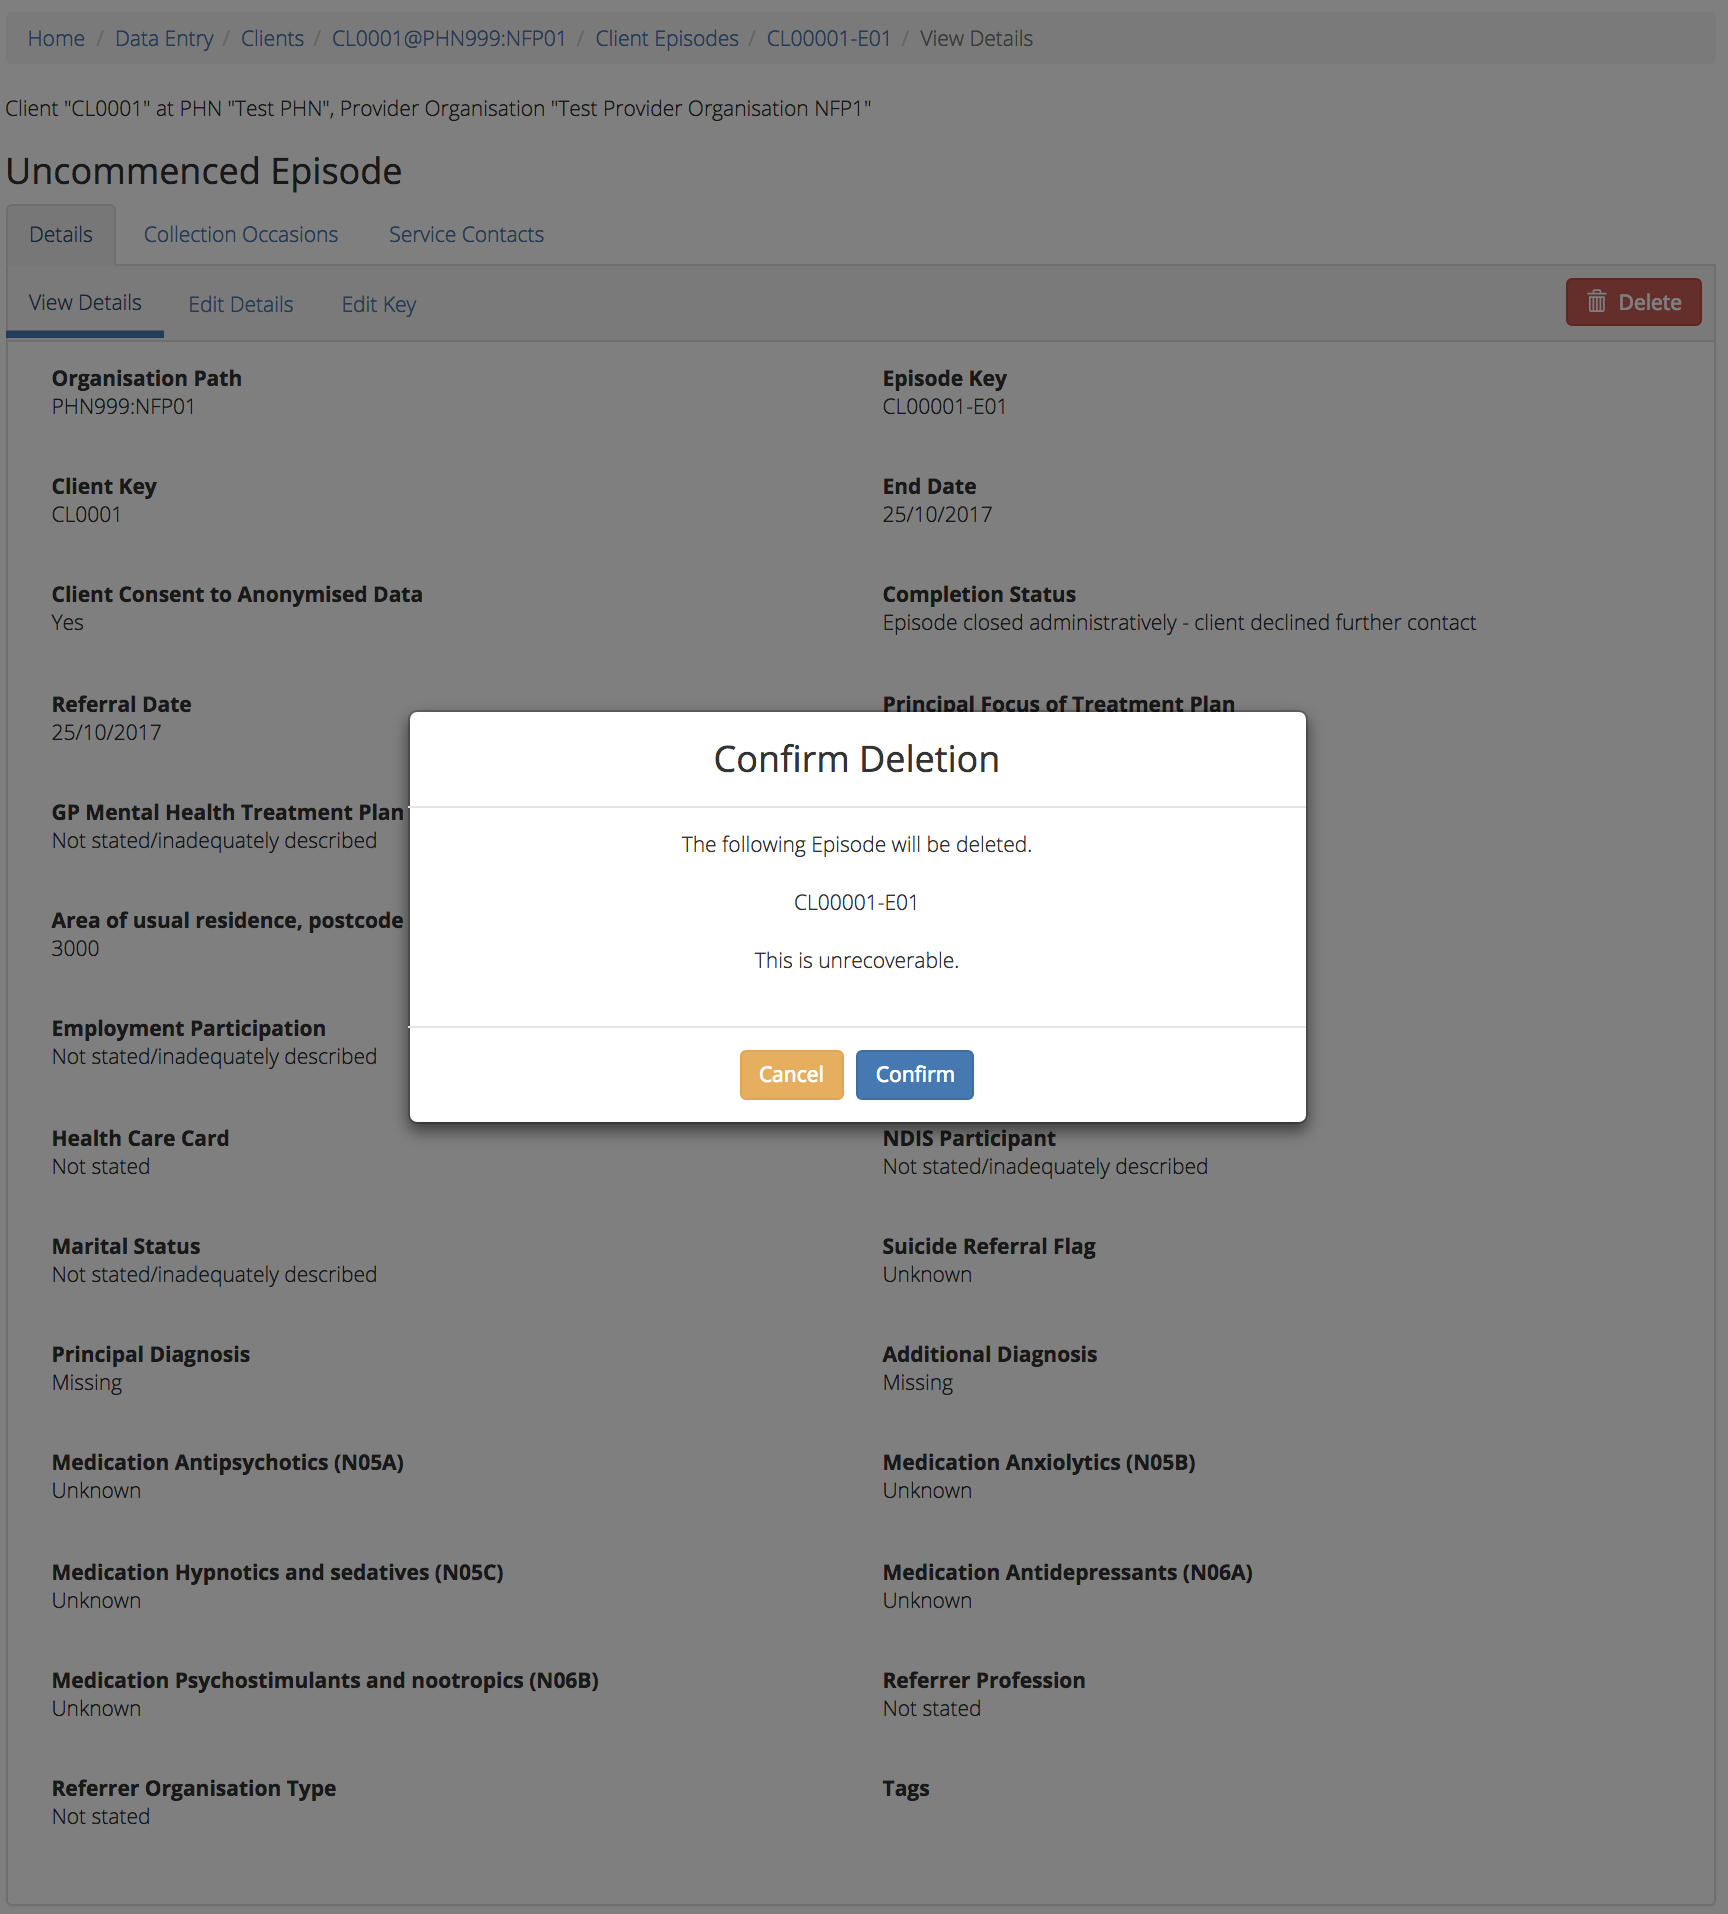 Home / Data Entry / Clients / CL0001@PHN999:NFP01 / Client Episodes / CL00001-E01 / View Details
Client "CL0001" at PHN "Test PHN", Provider Organisation "Test Provider Organisation NFP1"
Uncommenced Episode
Details Collection Occasions Service Contacts
View Details Edit Details Edit Key Delete
Organisation Path Episode Key
PHN999:NFP01 CL00001-E01
Client Key End Date
CL0001 25/10/2017
Client Consent to Anonymised Data Completion Status
Yes Episode closed administratively - client declined further contact
Referral Date Principal Focus of Treatment Plan
25/10/2017
GP Mental Health Treatment Plan
Not stated/inadequately described
Area of usual residence, postcode
3000
Employment Participation
Not stated/inadequately described
Confirm Deletion
The following Episode will be deleted.
CL00001-E01
This is unrecoverable.
Cancel Confirm
Health Care Card NDIS Participant
Not stated Not stated/inadequately described
Marital Status Suicide Referral Flag
Not stated/inadequately described Unknown
Principal Diagnosis Additional Diagnosis
Missing Missing
Medication Antipsychotics (N05A) Medication Anxiolytics (N05B)
Unknown Unknown
Medication Hypnotics and sedatives (N05C) Medication Antidepressants (N06A)
Unknown Unknown
Medication Psychostimulants and nootropics (N06B) Referrer Profession
Unknown Not stated
Referrer Organisation Type Tags
Not stated